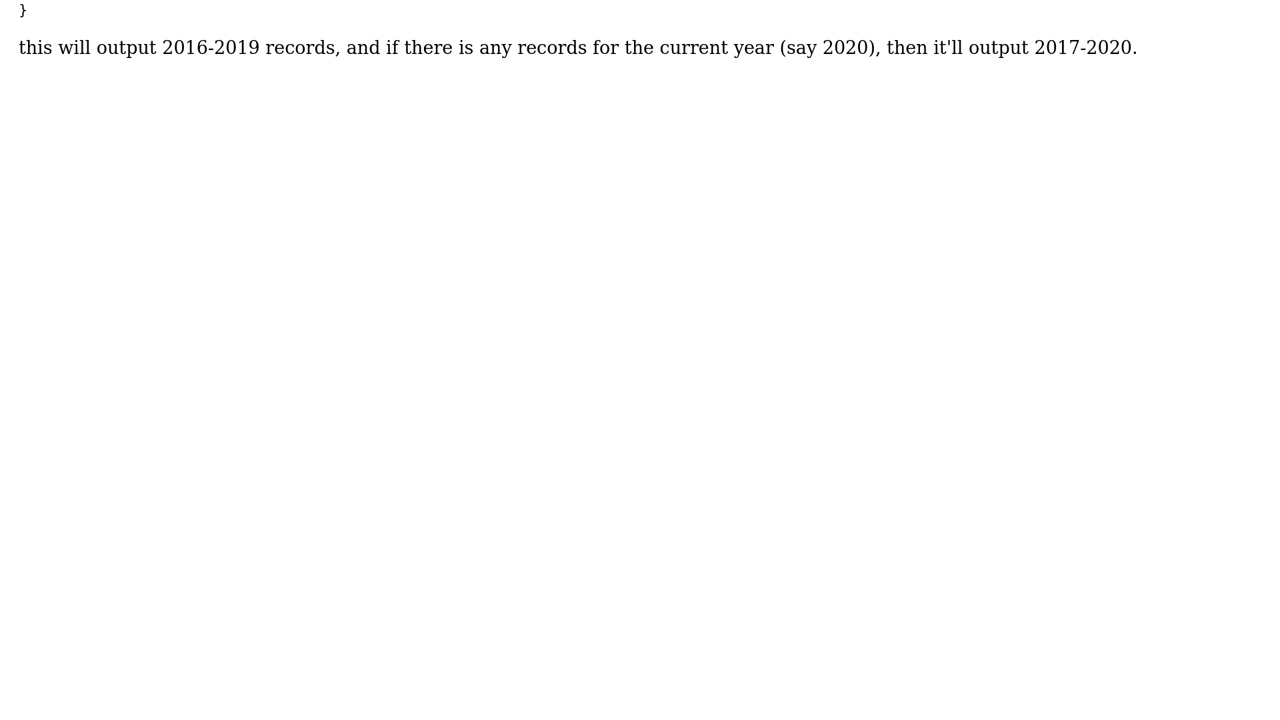 }
this will output 2016-2019 records, and if there is any records for the current year (say 2020), then it'll output 2017-2020.